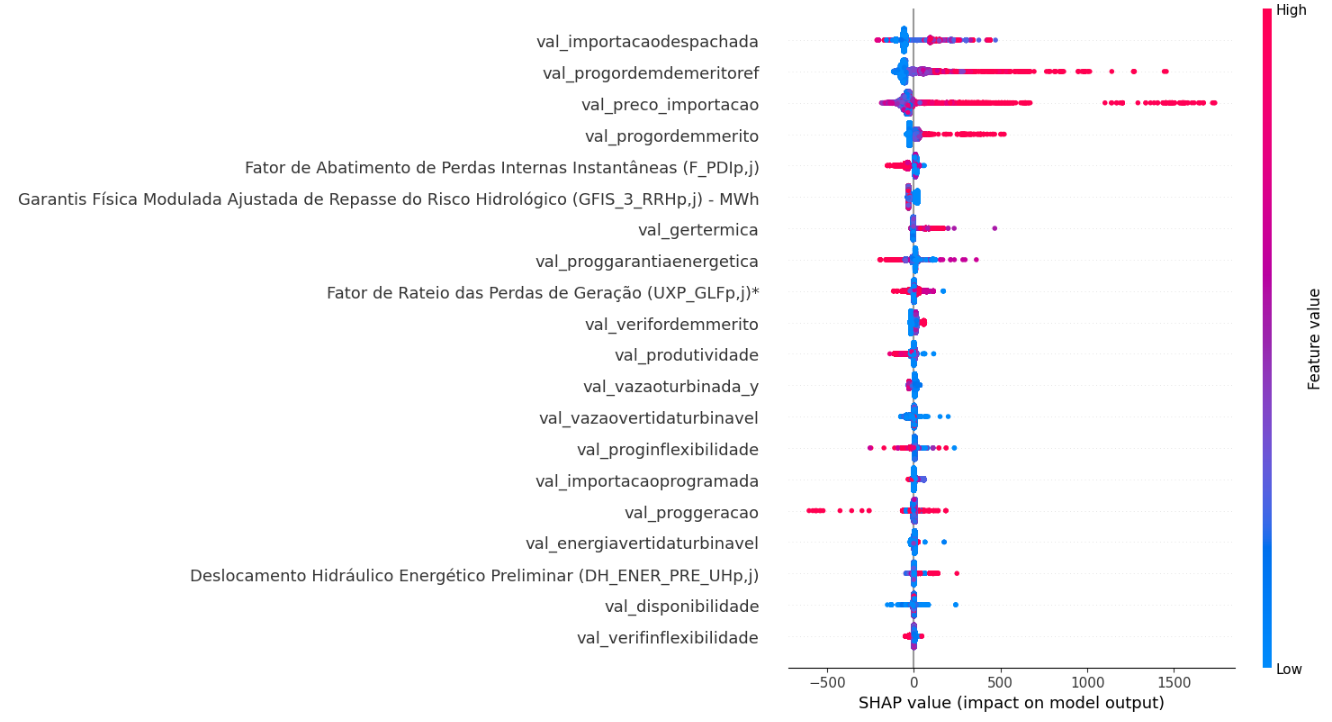 High
val_importacaodespachada
val_progordemdemeritoref
val_preco_importacao
val_progordemmerito
Fator de Abatimento de Perdas Internas Instantâneas (F_PDIp,j)
Garantis Física Modulada Ajustada de Repasse do Risco Hidrológico (GFIS_3_RRHp,j) - MWh
val_gertermica
val_proggarantiaenergetica
Fator de Rateio das Perdas de Geração (UXP_GLFp,j)*
val_verifordemmerito
val_produtividade
val_vazaoturbinada_y
val_vazaovertidaturbinavel
val_proginflexibilidade
val_importacaoprogramada
val_proggeracao
val_energiavertidaturbinavel
Deslocamento Hidráulico Energético Preliminar (DH_ENER_PRE_UHp,j)
val_disponibilidade
val_verifinflexibilidade
Feature value
Low
−500 0 500 1000 1500
SHAP value (impact on model output)